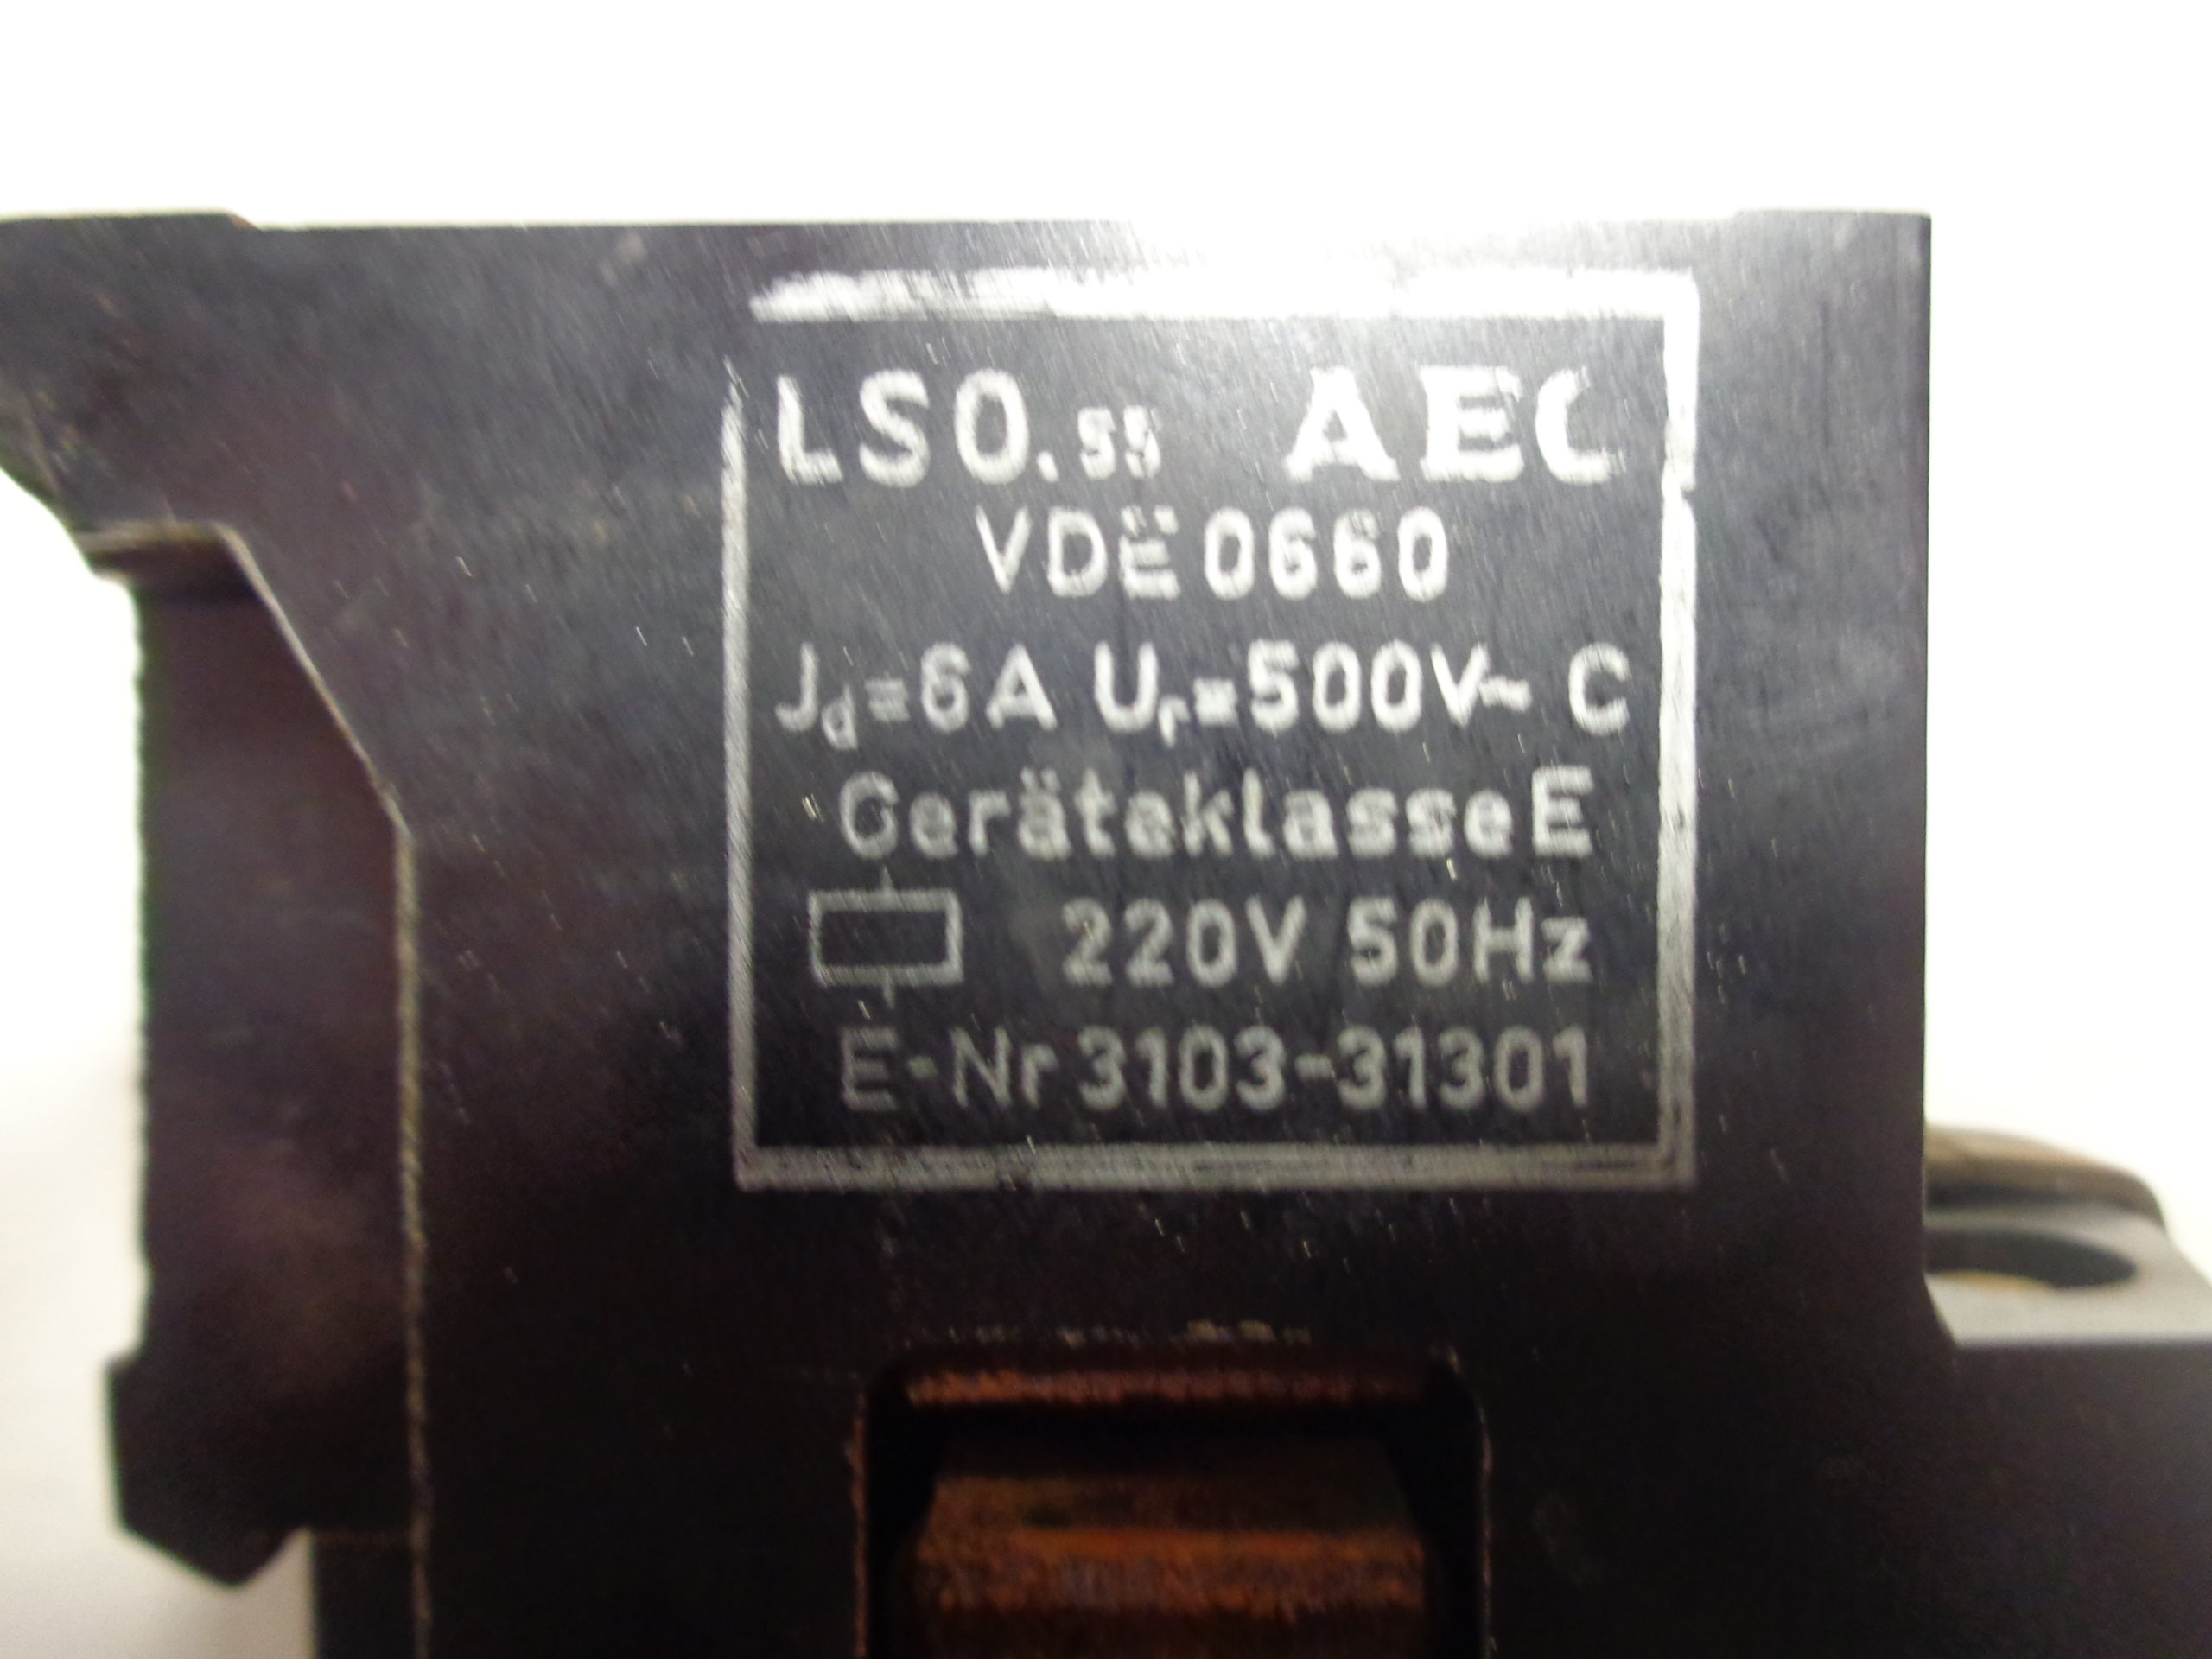 LS0.55 AEG
VDE 0660
Jd=6A Ur=500V~ C
Geräteklasse E
220V 50Hz
E-Nr 3103-31301